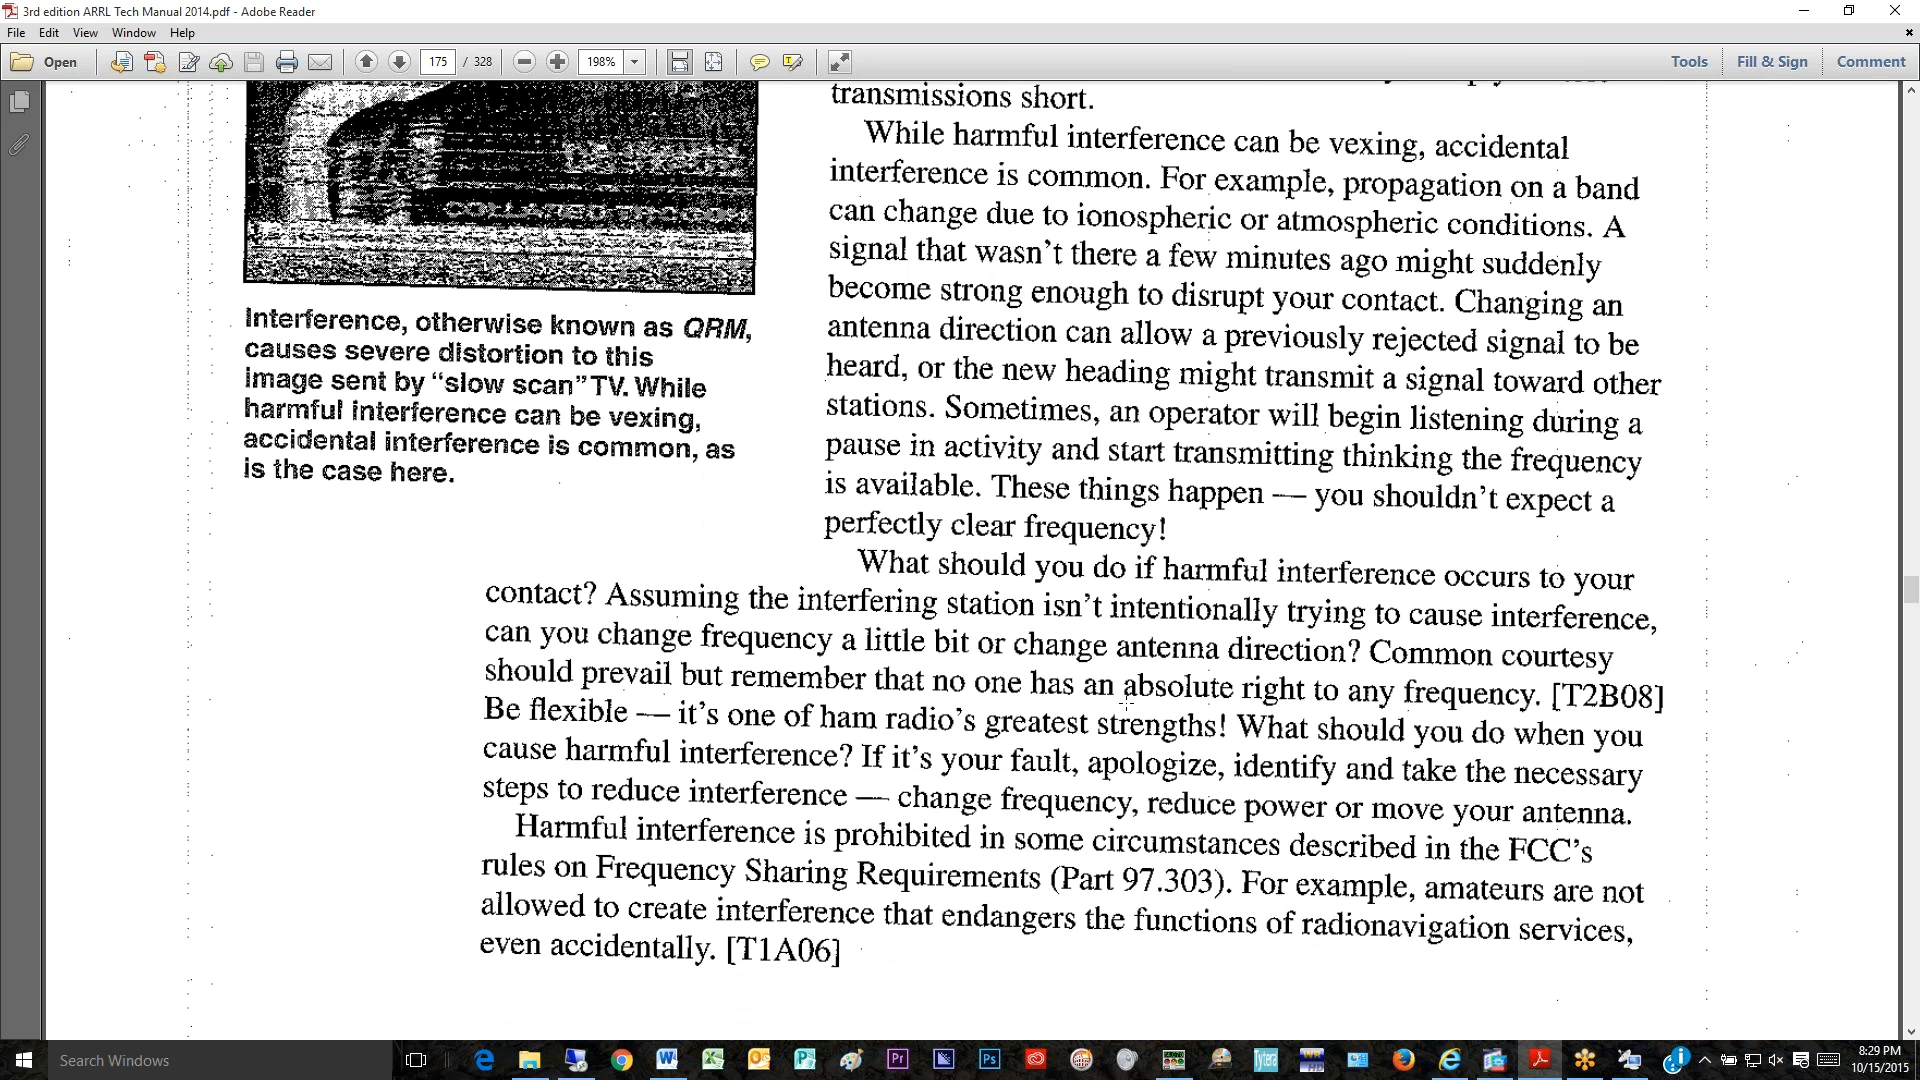 3rd edition ARRL Tech Manual 2014.pdf - Adobe Reader
File Edit View Window Help
Open 175 / 328 198% Tools Fill & Sign Comment
transmissions short.
While harmful interference can be vexing, accidental
interference is common. For example, propagation on a band
can change due to ionospheric or atmospheric conditions. A
signal that wasn't there a few minutes ago might suddenly
become strong enough to disrupt your contact. Changing an
antenna direction can allow a previously rejected signal to be
heard, or the new heading might transmit a signal toward other
stations. Sometimes, an operator will begin listening during a
pause in activity and start transmitting thinking the frequency
is available. These things happen — you shouldn't expect a
perfectly clear frequency!
Interference, otherwise known as QRM,
causes severe distortion to this
image sent by “slow scan” TV. While
harmful interference can be vexing,
accidental interference is common, as
is the case here.
What should you do if harmful interference occurs to your
contact? Assuming the interfering station isn't intentionally trying to cause interference,
can you change frequency a little bit or change antenna direction? Common courtesy
should prevail but remember that no one has an absolute right to any frequency. [T2B08]
Be flexible — it's one of ham radio's greatest strengths! What should you do when you
cause harmful interference? If it's your fault, apologize, identify and take the necessary
steps to reduce interference — change frequency, reduce power or move your antenna.
Harmful interference is prohibited in some circumstances described in the FCC's
rules on Frequency Sharing Requirements (Part 97.303). For example, amateurs are not
allowed to create interference that endangers the functions of radionavigation services,
even accidentally. [T1A06]
Search Windows
Pr
Ps
Tytera
8:29 PM
10/15/2015